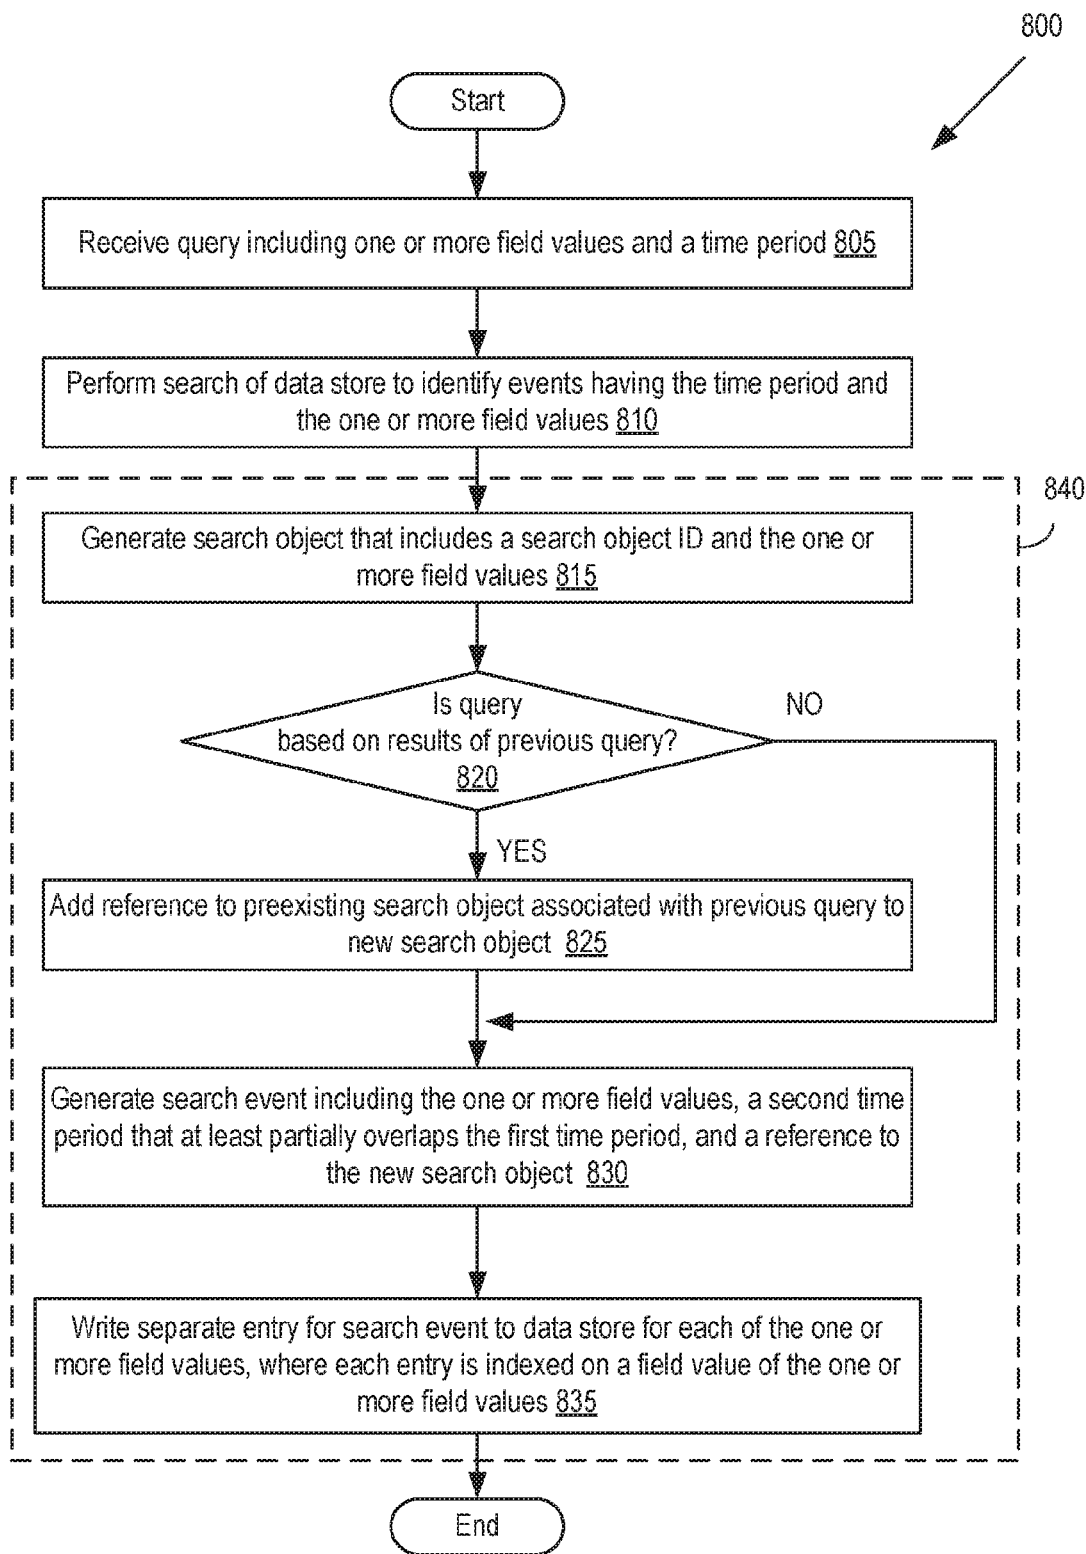 800
Start
Receive query including one or more field values and a time period 805
Perform search of data store to identify events having the time period and
the one or more field values 810
840
Generate search object that includes a search object ID and the one or
more field values 815
Is query
based on results of previous query?
820
NO
YES
Add reference to preexisting search object associated with previous query to
new search object 825
Generate search event including the one or more field values, a second time
period that at least partially overlaps the first time period, and a reference to
the new search object 830
Write separate entry for search event to data store for each of the one or
more field values, where each entry is indexed on a field value of the one or
more field values 835
End